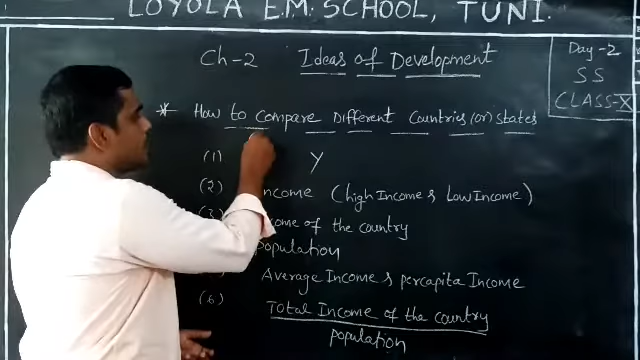 LOYOLA E.M. SCHOOL, TUNI.
Ch-2 Ideas of Development
Day-2
SS
CLASS-X
* How to compare Different Countries (or) states
(1) y
(2) ncome (high Income & Low Income)
(3) come of the country
population
Average Income & percapita Income
(6) Total Income of the country
population